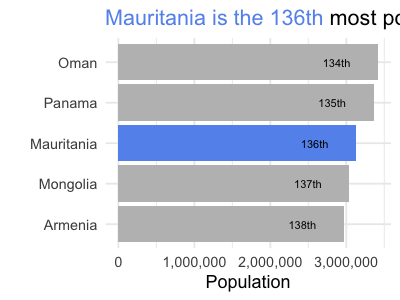 Mauritania is the 136th most
Oman 134th
Panama 135th
Mauritania 136th
Mongolia 137th
Armenia 138th
0 1,000,000 2,000,000 3,000,000
Population